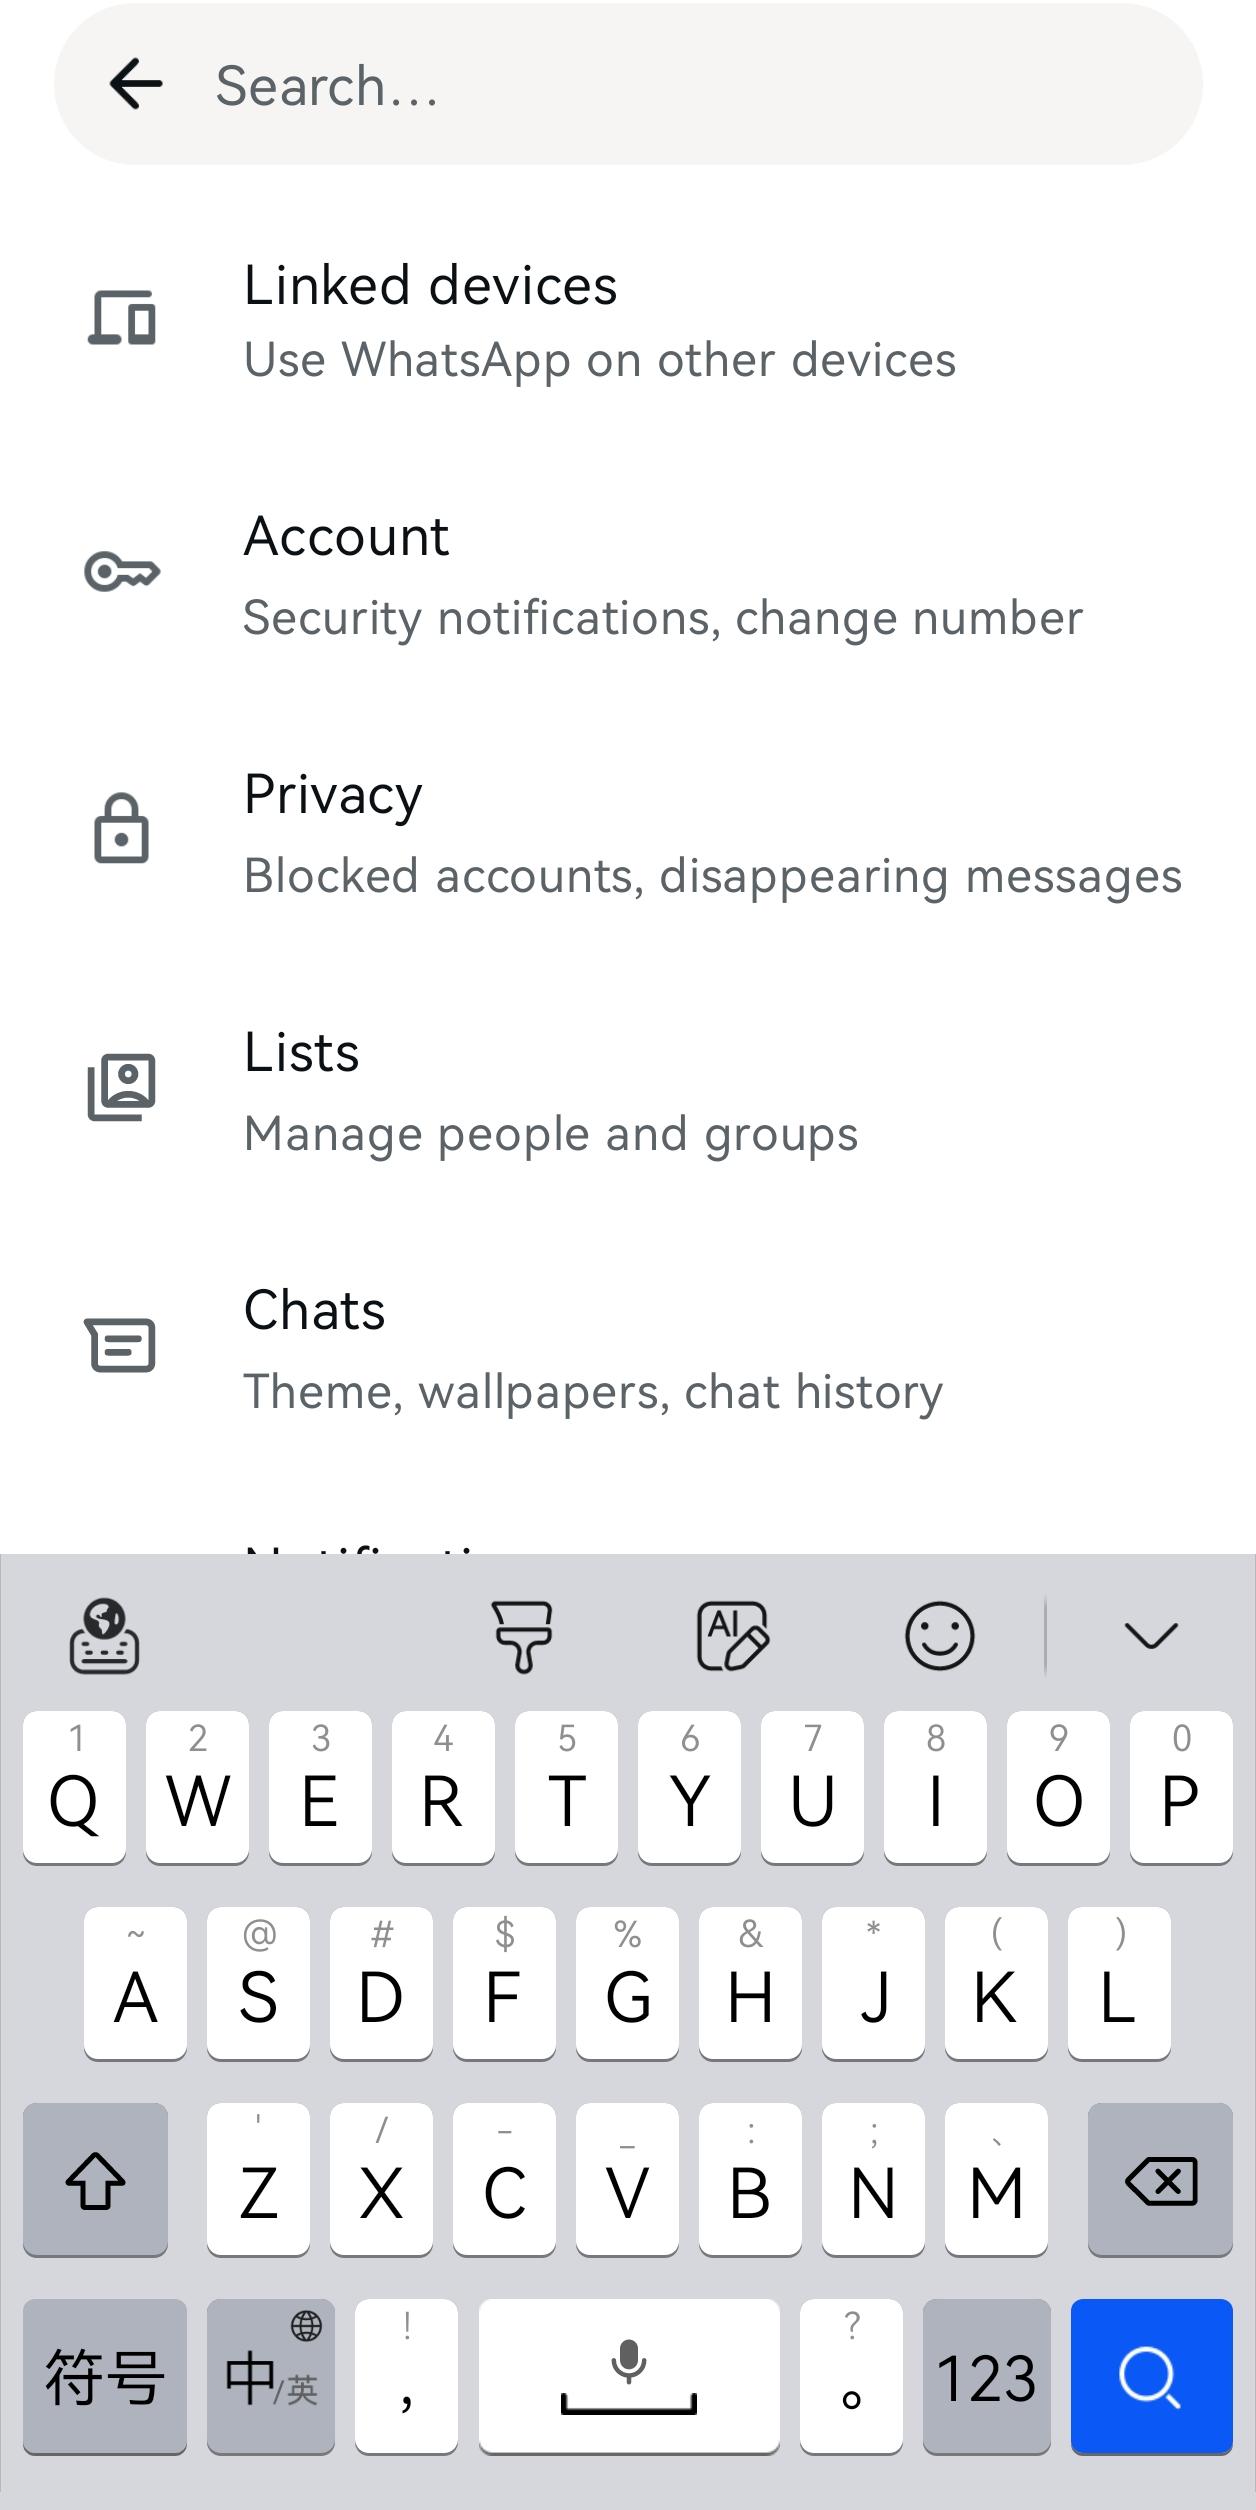 Search...
Linked devices
Use WhatsApp on other devices
Account
Security notifications, change number
Privacy
Blocked accounts, disappearing messages
Lists
Manage people and groups
Chats
Theme, wallpapers, chat history
AI
1 2 3 4 5 6 7 8 9 0
Q W E R T Y U I O P
~ @ # $ % & * ( )
A S D F G H J K L
' / - _ : ; 、
Z X C V B N M
! ?
符号 中/英 , 。 123